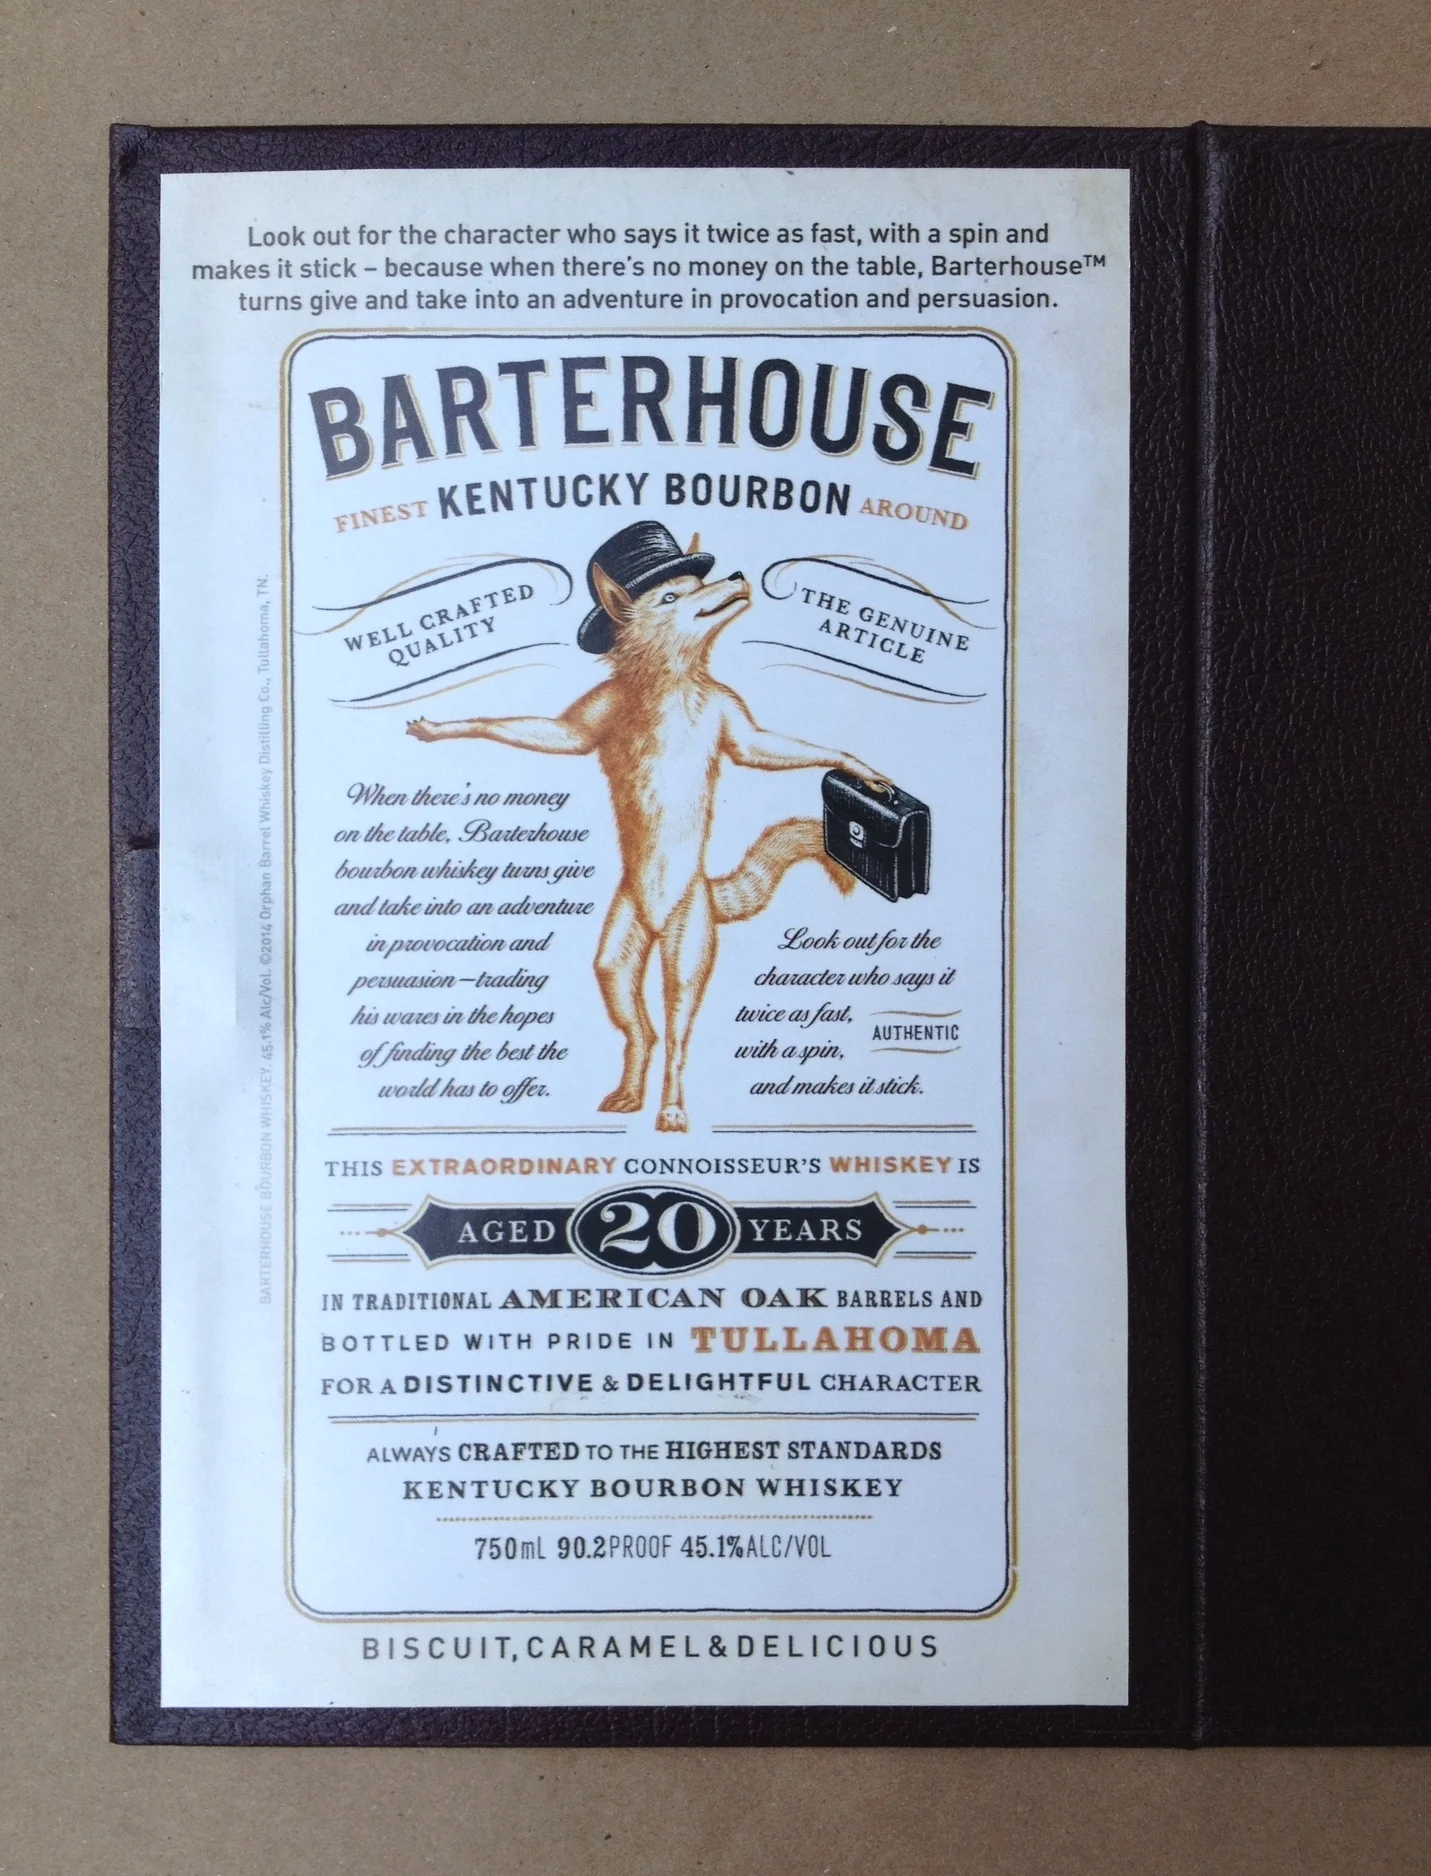 Look out for the character who says it twice as fast, with a spin and
makes it stick – because when there's no money on the table, Barterhouse™
turns give and take into an adventure in provocation and persuasion.
BARTERHOUSE
FINEST KENTUCKY BOURBON AROUND
WELL CRAFTED
QUALITY
THE GENUINE
ARTICLE
When there's no money
on the table, Barterhouse
bourbon whiskey turns give
and take into an adventure
in provocation and
persuasion—trading
his wares in the hopes
of finding the best the
world has to offer.
Look out for the
character who says it
twice as fast,
with a spin,
and makes it stick.
AUTHENTIC
THIS EXTRAORDINARY CONNOISSEUR'S WHISKEY IS
AGED 20 YEARS
IN TRADITIONAL AMERICAN OAK BARRELS AND
BOTTLED WITH PRIDE IN TULLAHOMA
FOR A DISTINCTIVE & DELIGHTFUL CHARACTER
ALWAYS CRAFTED TO THE HIGHEST STANDARDS
KENTUCKY BOURBON WHISKEY
750mL 90.2PROOF 45.1%ALC/VOL
BISCUIT, CARAMEL & DELICIOUS
BARTERHOUSE BOURBON WHISKEY. 45.1% Alc/Vol. ©2014 Orphan Barrel Whiskey Distilling Co., Tullahoma, TN.